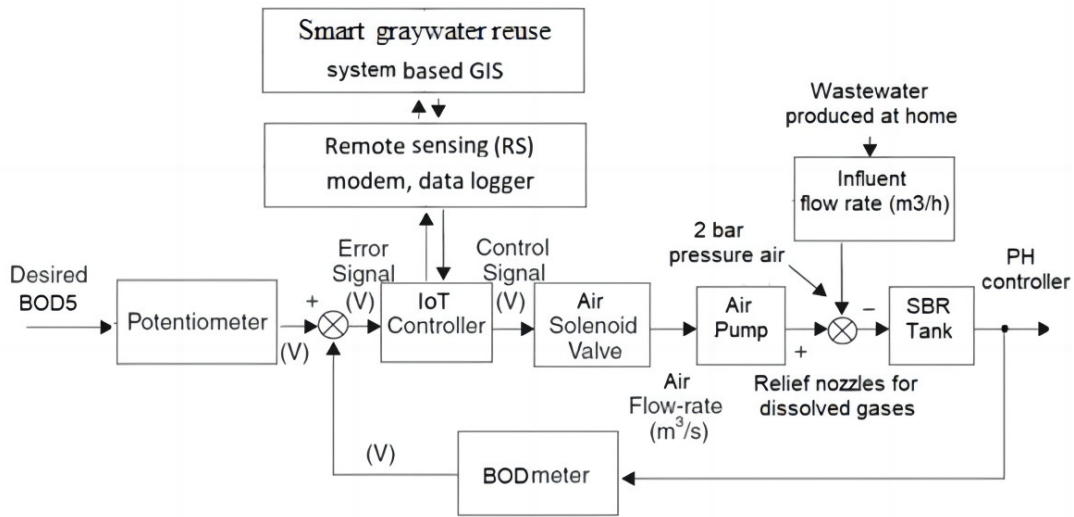 Smart graywater reuse
system based GIS
Remote sensing (RS)
modem, data logger
Wastewater
produced at home
Influent
flow rate (m3/h)
2 bar
pressure air
PH
controller
Desired
BOD5
Potentiometer
(V)
+
Error
Signal
(V)
IoT
Controller
Control
Signal
(V)
Air
Solenoid
Valve
Air
Flow-rate
(m³/s)
Air
Pump
+
−
Relief nozzles for
dissolved gases
SBR
Tank
BOD meter
(V)